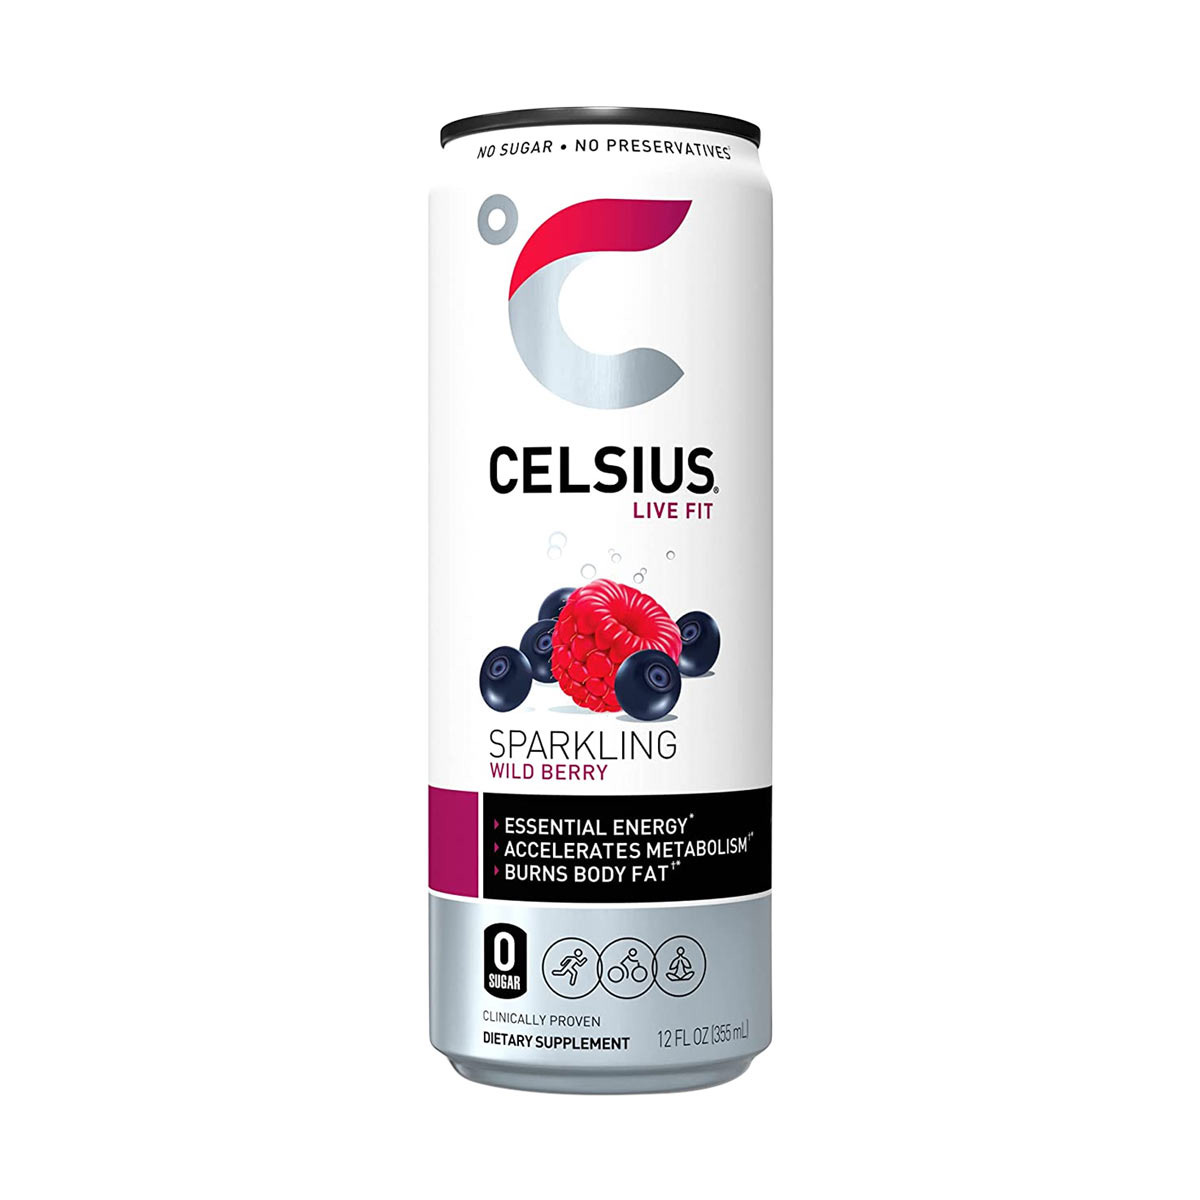 NO SUGAR • NO PRESERVATIVES
CELSIUS®
LIVE FIT
SPARKLING
WILD BERRY
ESSENTIAL ENERGY*
ACCELERATES METABOLISM†*
BURNS BODY FAT†*
0
SUGAR
CLINICALLY PROVEN
DIETARY SUPPLEMENT
12 FL OZ (355 mL)